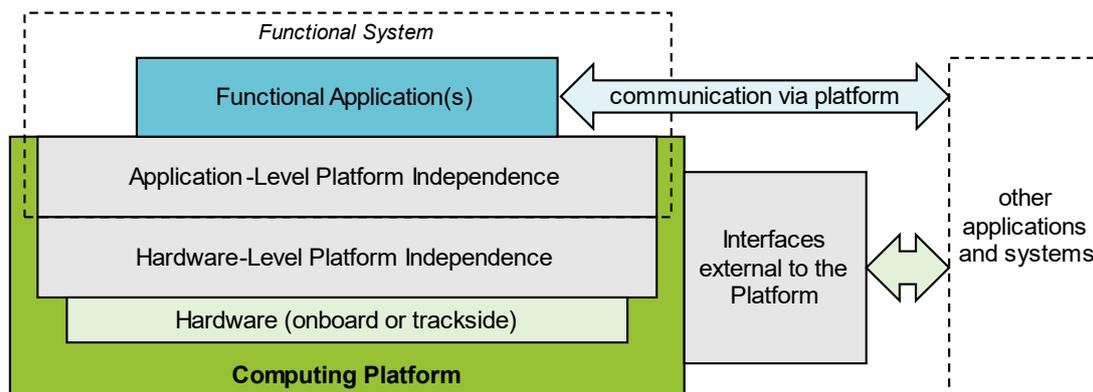 Functional System
Functional Application(s)
communication via platform
Application-Level Platform Independence
Hardware-Level Platform Independence
Hardware (onboard or trackside)
Computing Platform
Interfaces
external to the
Platform
other
applications
and systems